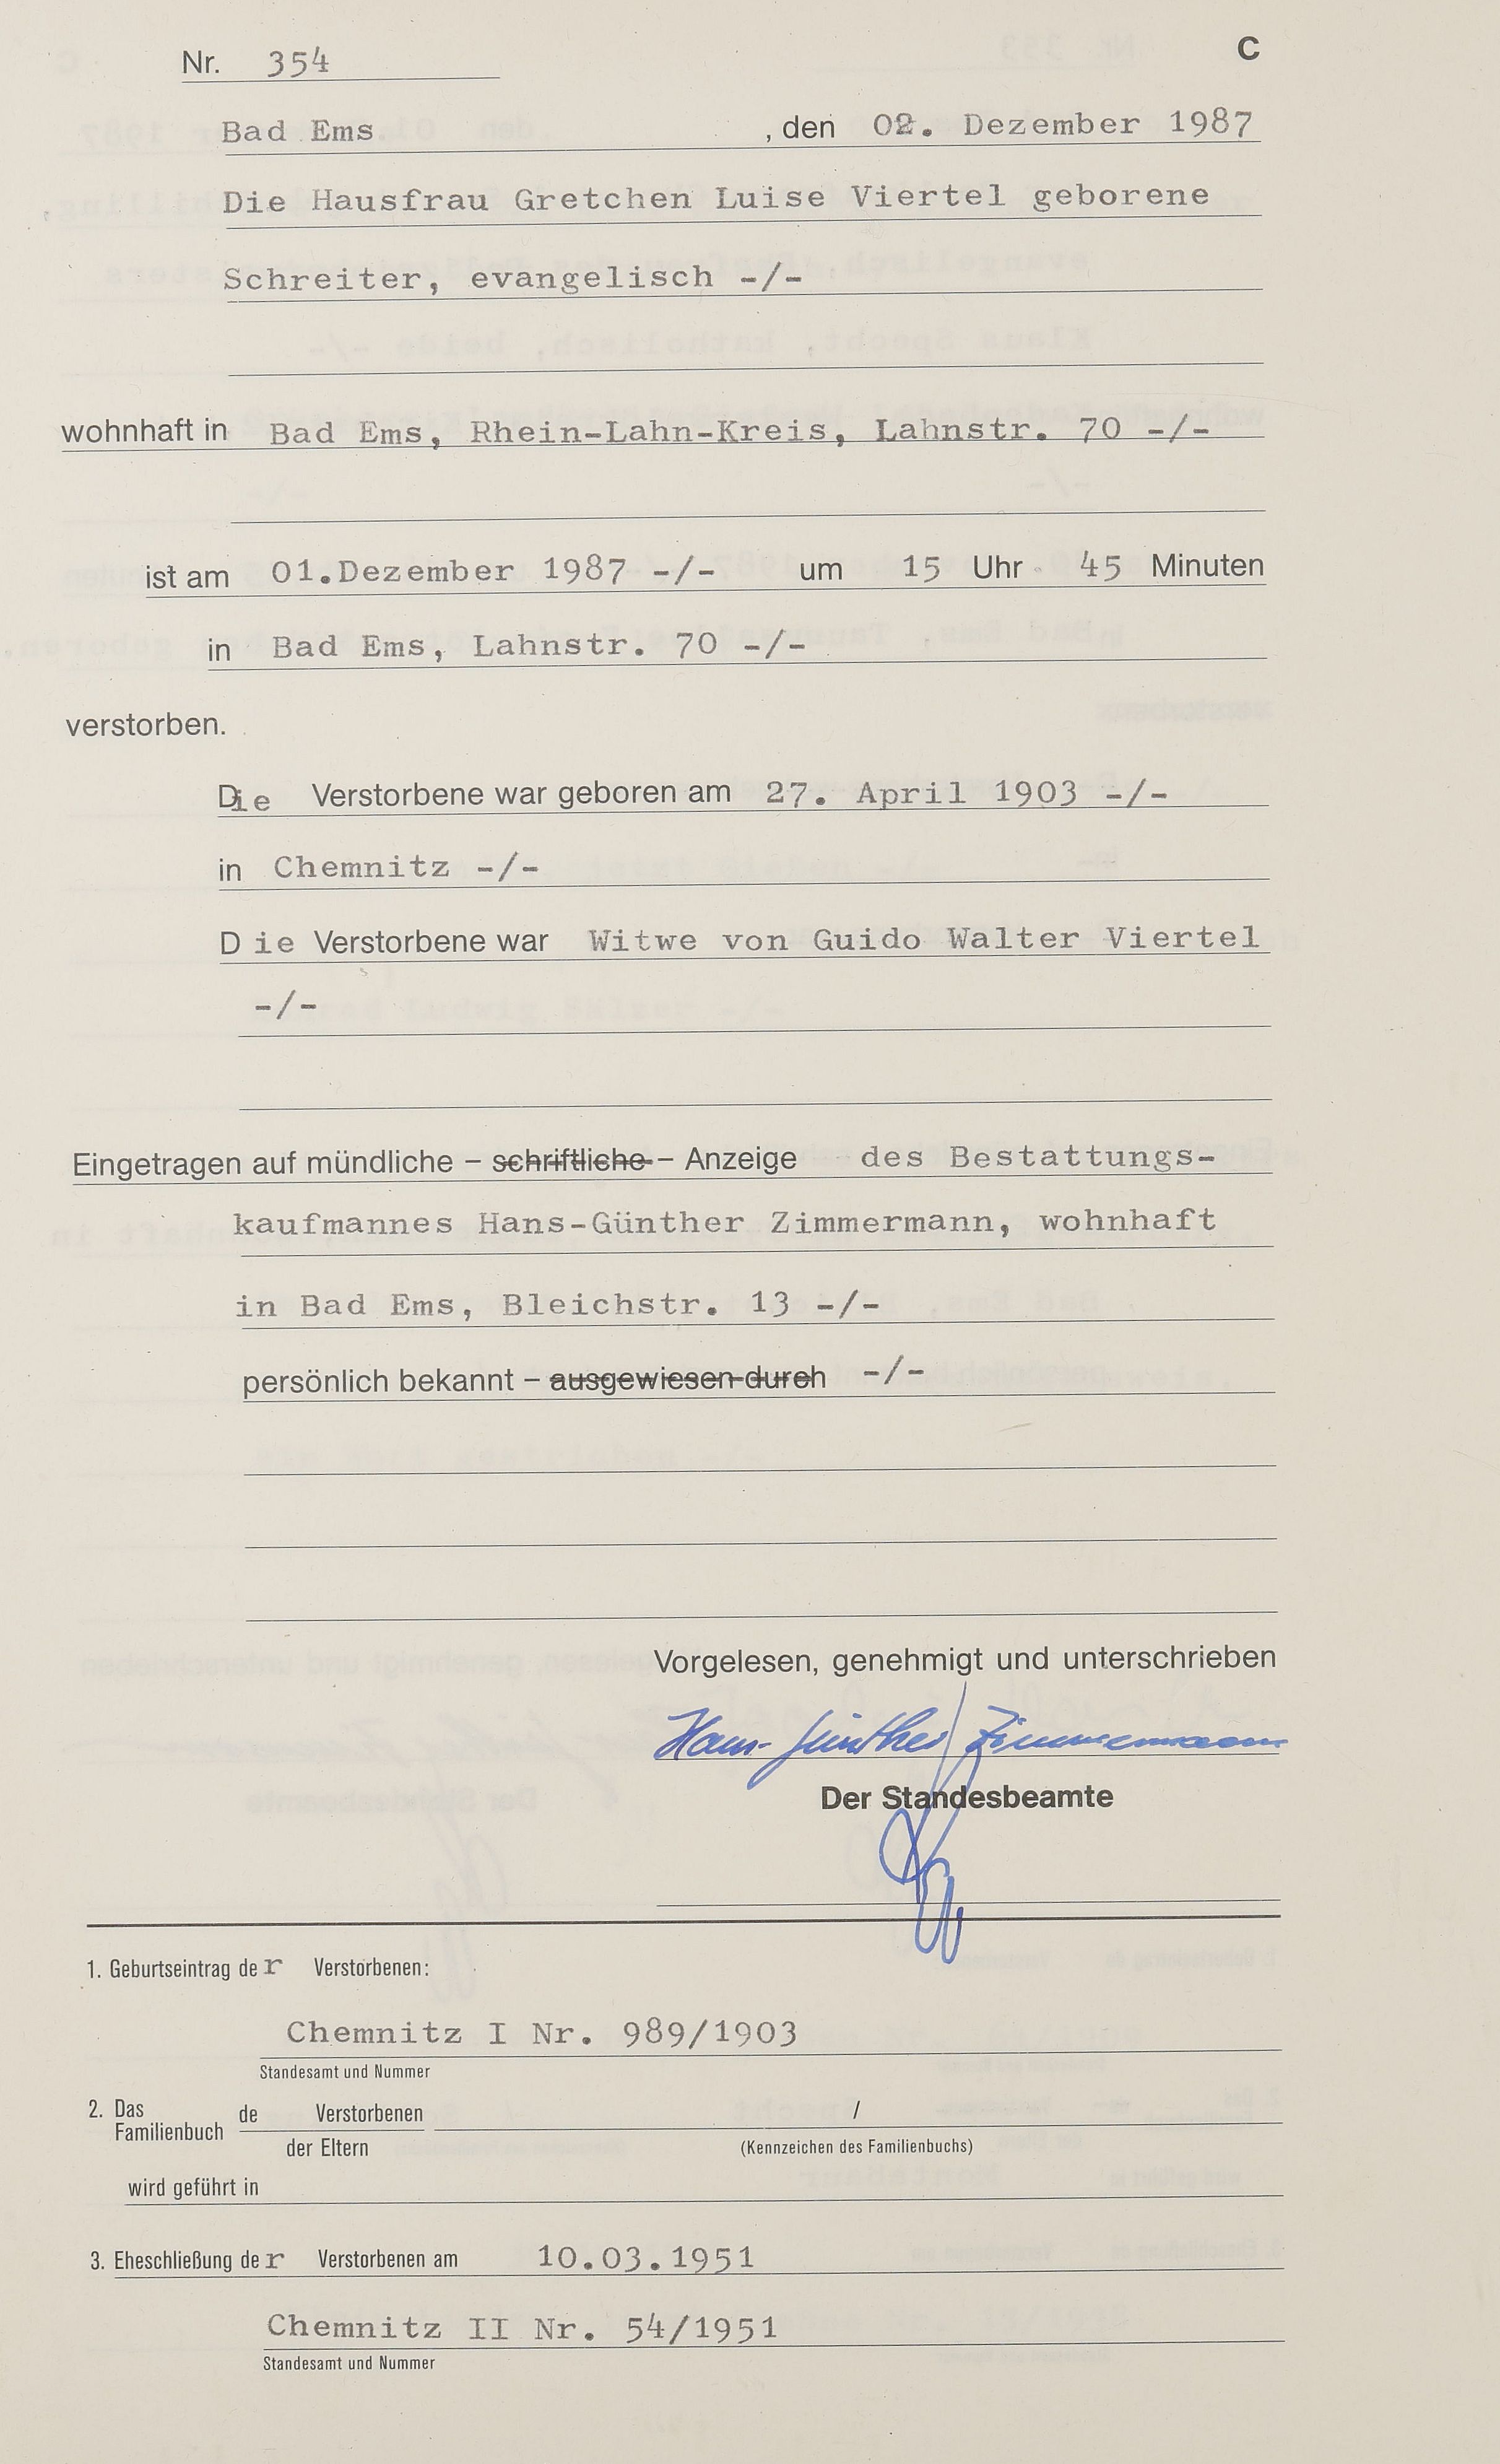 Nr. 354 C
Bad Ems , den 02. Dezember 1987
Die Hausfrau Gretchen Luise Viertel geborene
Schreiter, evangelisch -/-
wohnhaft in Bad Ems, Rhein-Lahn-Kreis, Lahnstr. 70 -/-
ist am 01.Dezember 1987 -/- um 15 Uhr 45 Minuten
in Bad Ems, Lahnstr. 70 -/-
verstorben.
Die Verstorbene war geboren am 27. April 1903 -/-
in Chemnitz -/-
Die Verstorbene war Witwe von Guido Walter Viertel
-/-
Eingetragen auf mündliche – schriftliche – Anzeige des Bestattungs-
kaufmannes Hans-Günther Zimmermann, wohnhaft
in Bad Ems, Bleichstr. 13 -/-
persönlich bekannt – ausgewiesen durch -/-
Vorgelesen, genehmigt und unterschrieben
Hans-Günther Zimmermann
Der Standesbeamte
1. Geburtseintrag der Verstorbenen:
Chemnitz I Nr. 989/1903
Standesamt und Nummer
2. Das Familienbuch de Verstorbenen /
der Eltern (Kennzeichen des Familienbuchs)
wird geführt in
3. Eheschließung der Verstorbenen am 10.03.1951
Chemnitz II Nr. 54/1951
Standesamt und Nummer